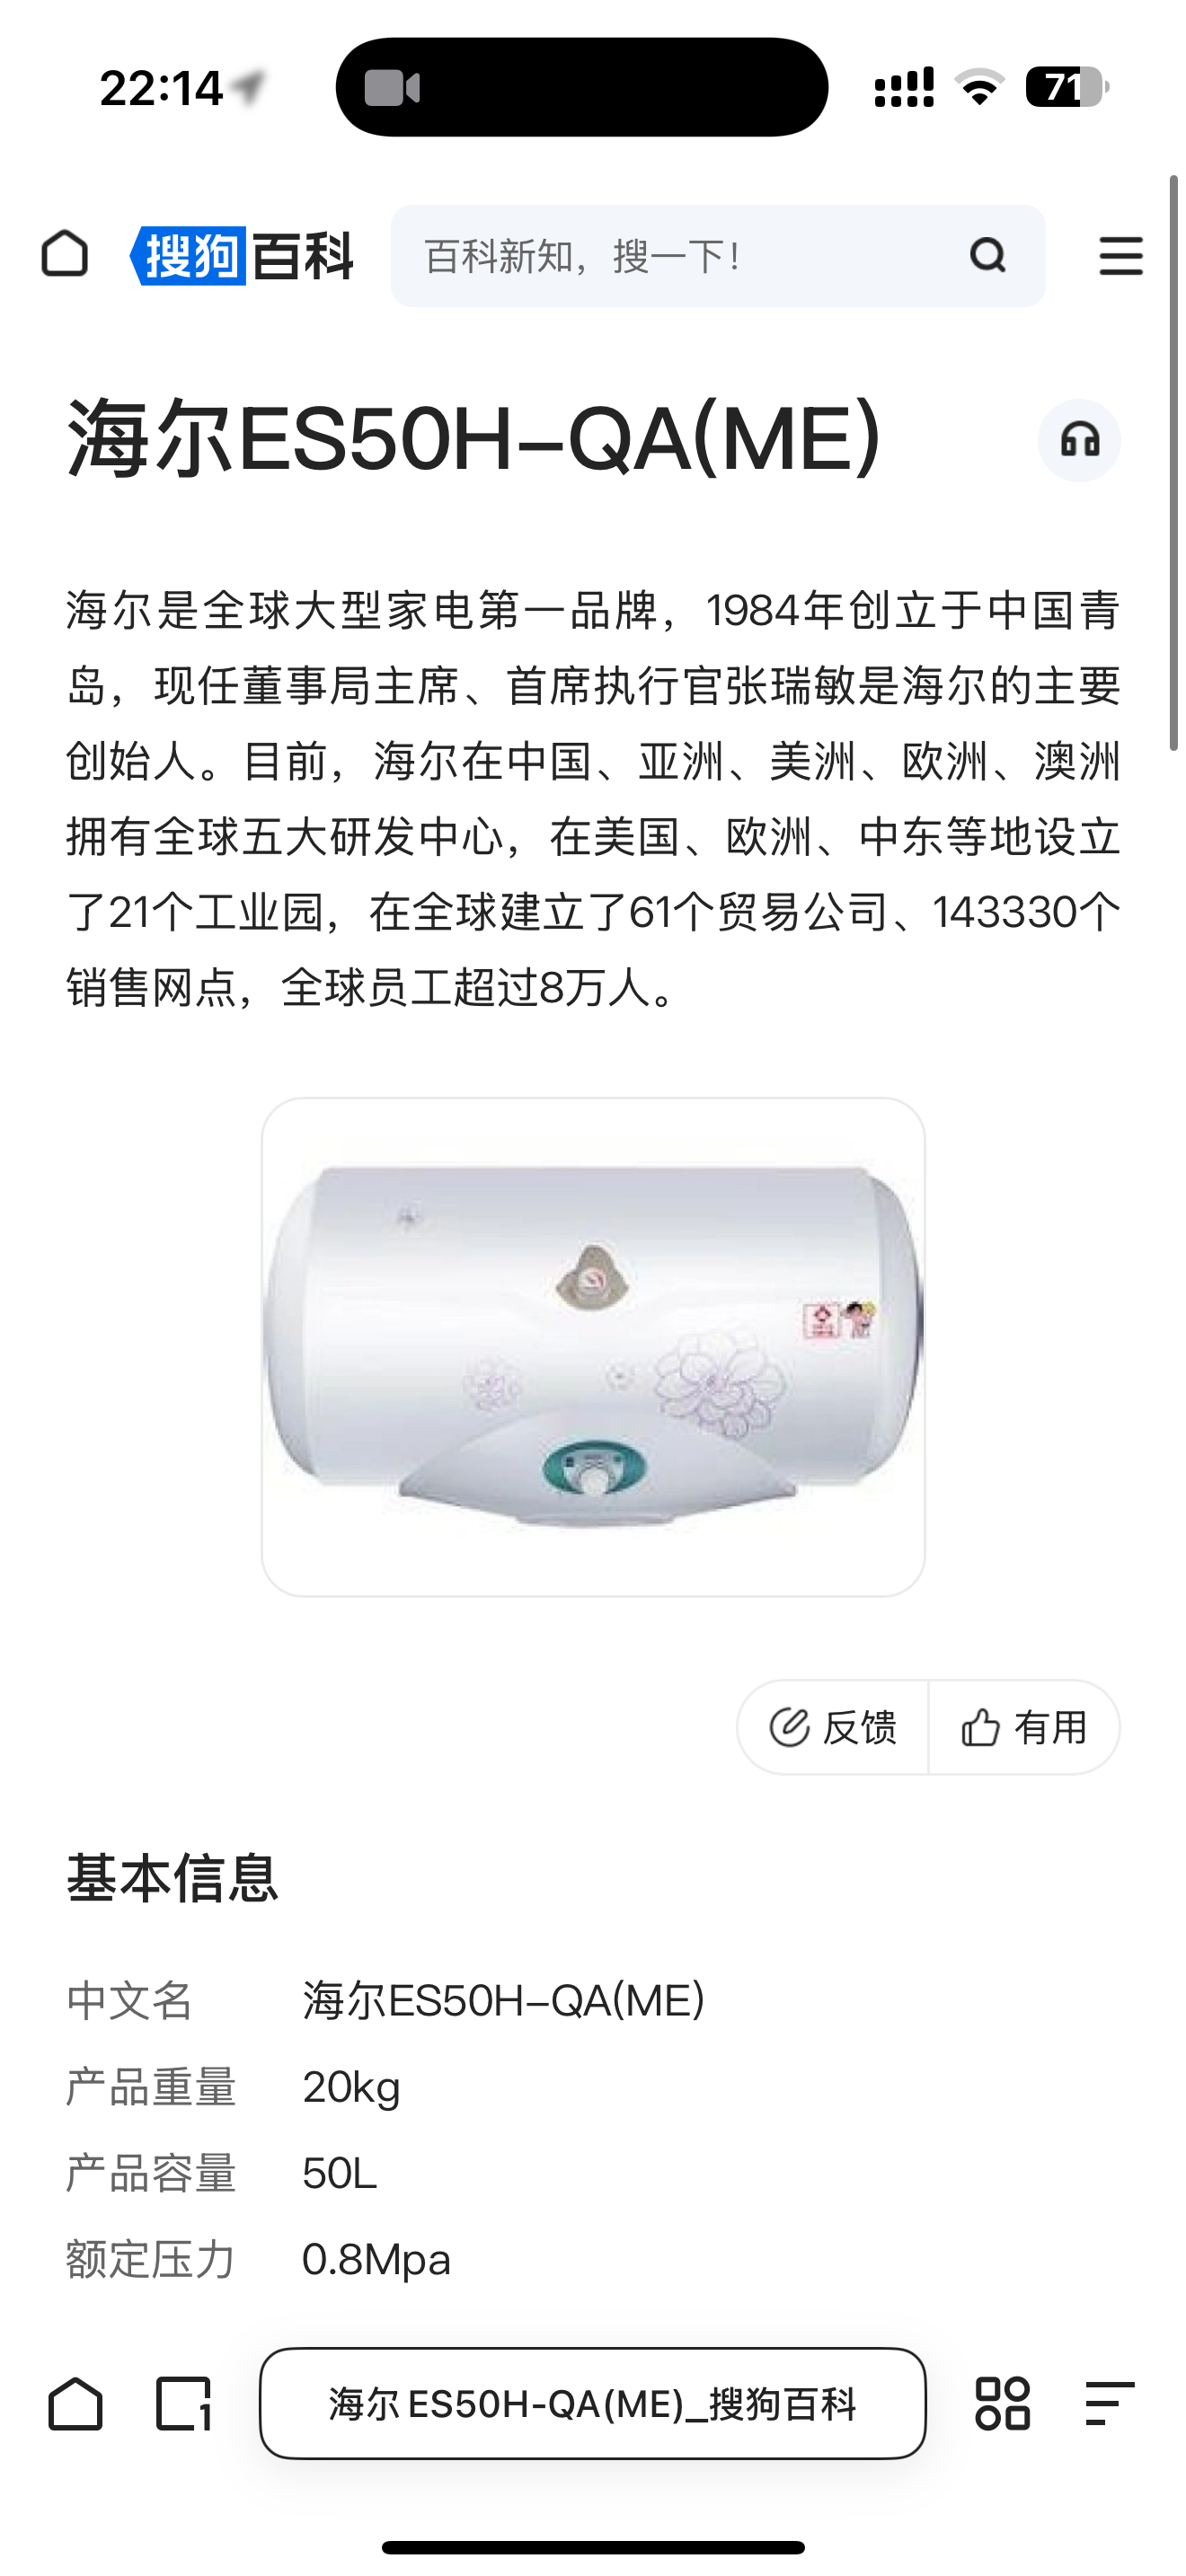 22:14
71
搜狗百科
百科新知，搜一下！
海尔ES50H-QA(ME)
海尔是全球大型家电第一品牌，1984年创立于中国青
岛，现任董事局主席、首席执行官张瑞敏是海尔的主要
创始人。目前，海尔在中国、亚洲、美洲、欧洲、澳洲
拥有全球五大研发中心，在美国、欧洲、中东等地设立
了21个工业园，在全球建立了61个贸易公司、143330个
销售网点，全球员工超过8万人。
反馈
有用
基本信息
中文名 海尔ES50H-QA(ME)
产品重量 20kg
产品容量 50L
额定压力 0.8Mpa
1
海尔 ES50H-QA(ME)_搜狗百科